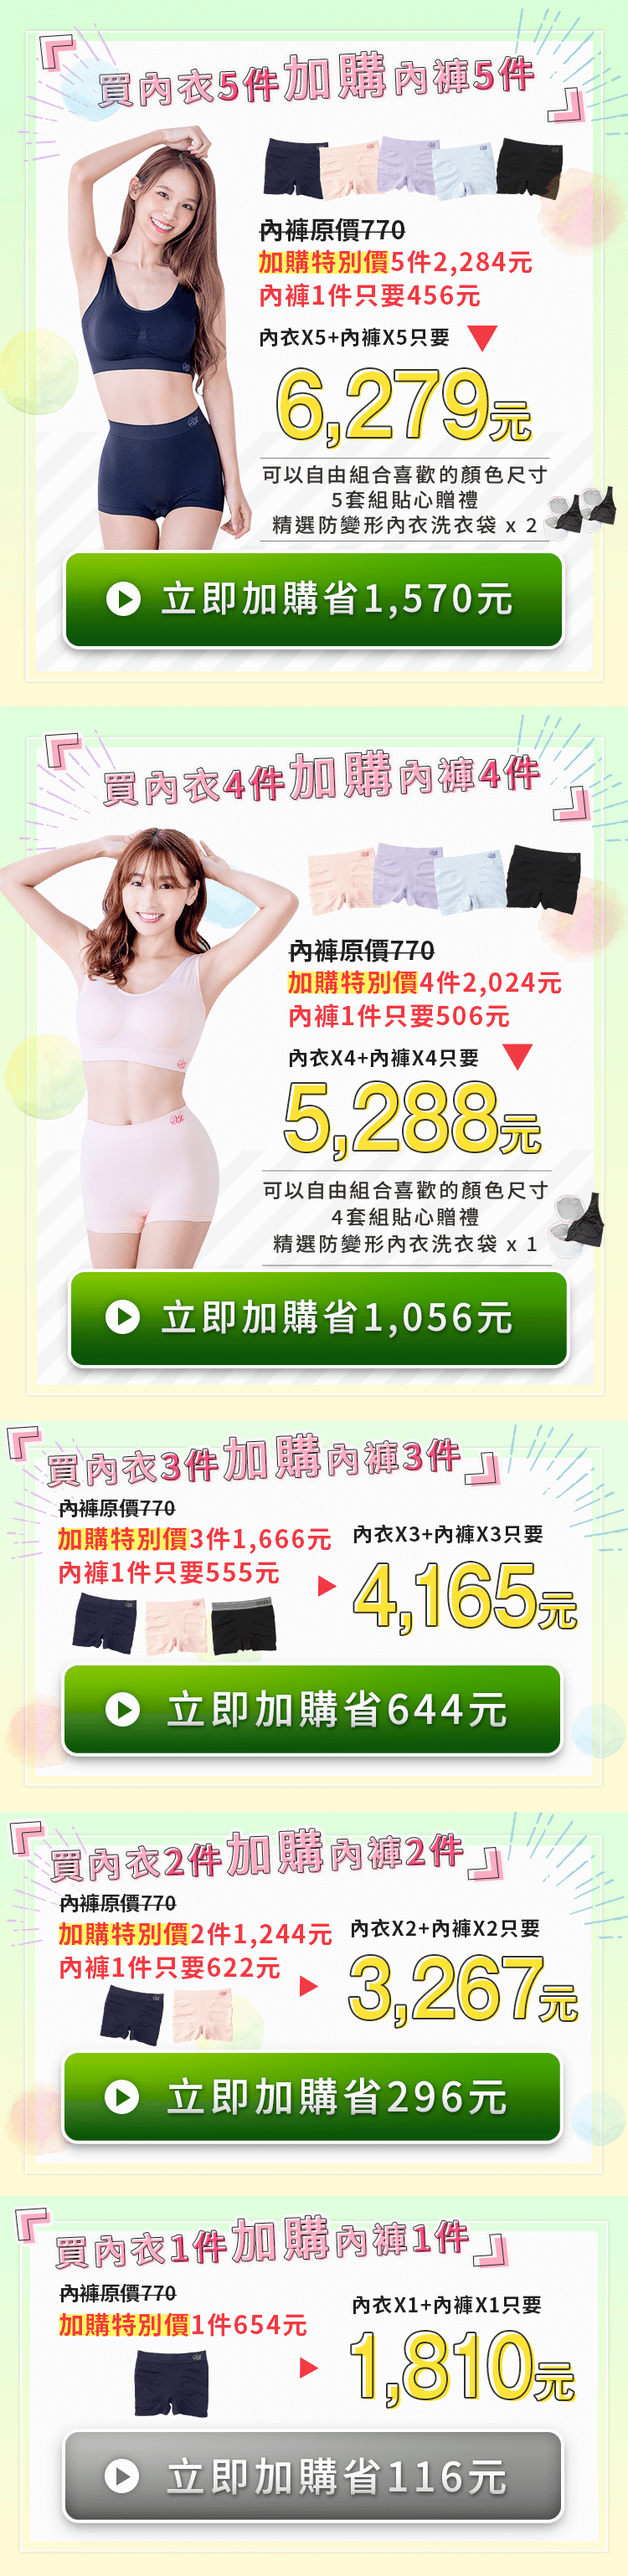 買內衣5件加購內褲5件
內褲原價770
加購特別價5件2,284元
內褲1件只要456元
內衣X5+內褲X5只要
6,279元
可以自由組合喜歡的顏色尺寸
5套組貼心贈禮
精選防變形內衣洗衣袋 x 2
立即加購省1,570元
買內衣4件加購內褲4件
內褲原價770
加購特別價4件2,024元
內褲1件只要506元
內衣X4+內褲X4只要
5,288元
可以自由組合喜歡的顏色尺寸
4套組貼心贈禮
精選防變形內衣洗衣袋 x 1
立即加購省1,056元
買內衣3件加購內褲3件
內褲原價770
加購特別價3件1,666元
內褲1件只要555元
內衣X3+內褲X3只要
4,165元
立即加購省644元
買內衣2件加購內褲2件
內褲原價770
加購特別價2件1,244元
內褲1件只要622元
內衣X2+內褲X2只要
3,267元
立即加購省296元
買內衣1件加購內褲1件
內褲原價770
加購特別價1件654元
內衣X1+內褲X1只要
1,810元
立即加購省116元